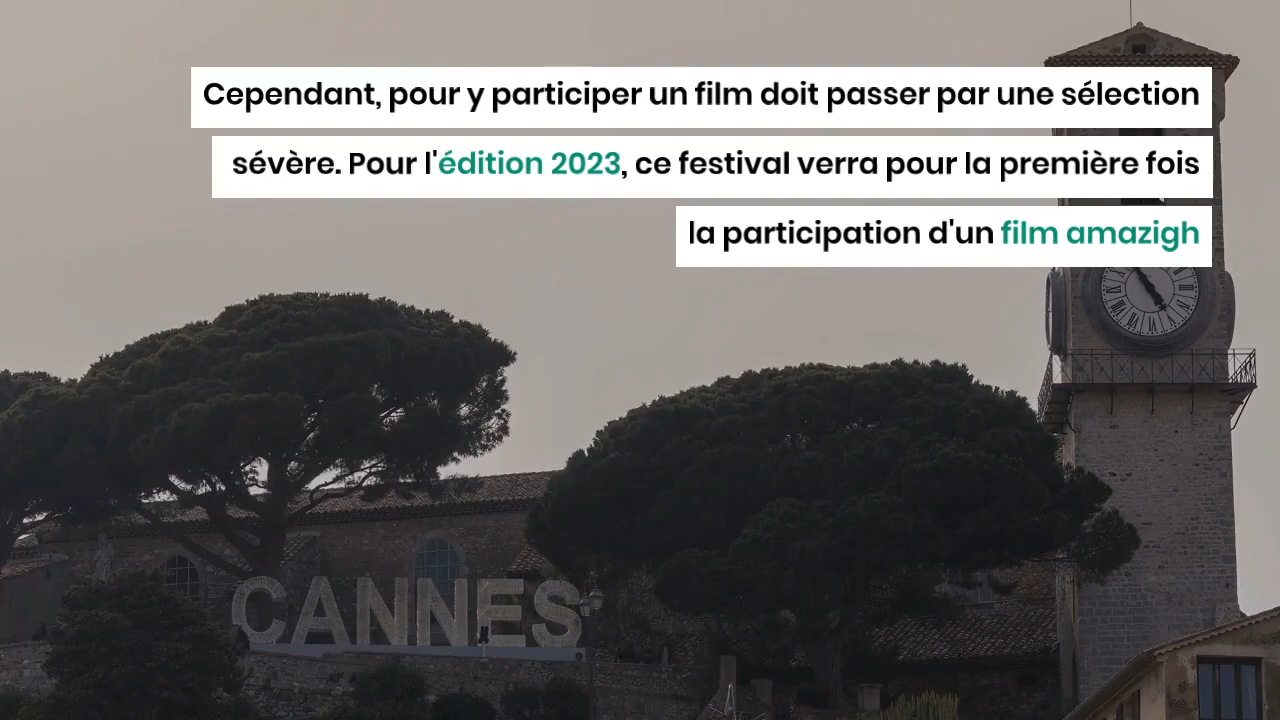 Cependant, pour y participer un film doit passer par une sélection
sévère. Pour l'édition 2023, ce festival verra pour la première fois
la participation d'un film amazigh
CANNES